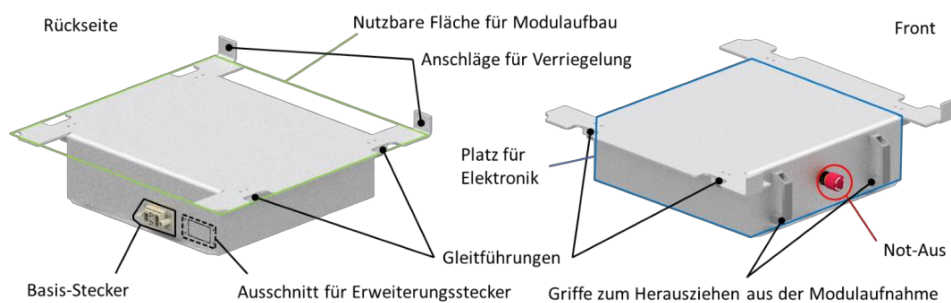 Rückseite
Nutzbare Fläche für Modulaufbau
Front
Anschläge für Verriegelung
Platz für
Elektronik
Gleitführungen
Not-Aus
Basis-Stecker
Ausschnitt für Erweiterungsstecker
Griffe zum Herausziehen aus der Modulaufnahme